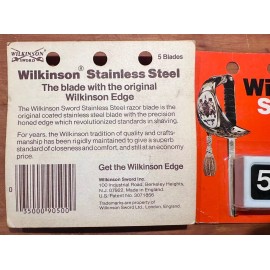 WILKINSON
SWORD
5 Blades
Wilkinson® Stainless Steel
The blade with the original
Wilkinson Edge
The Wilkinson Sword Stainless Steel razor blade is the
original coated stainless steel blade with the precision
honed edge which revolutionized standards in shaving.
For years, the Wilkinson tradition of quality and crafts-
manship has been rigidly maintained to give a superb
standard of closeness and comfort, and still at an economy
price.
Get the Wilkinson Edge
Wilkinson Sword Inc.
100 Industrial Road, Berkeley Heights,
N.J. 07922, Made in England
U.S. Patent No: 3071856
Trademarks are property of
Wilkinson Sword Ltd., London, England.
0
35000 90500
Wi
S
5